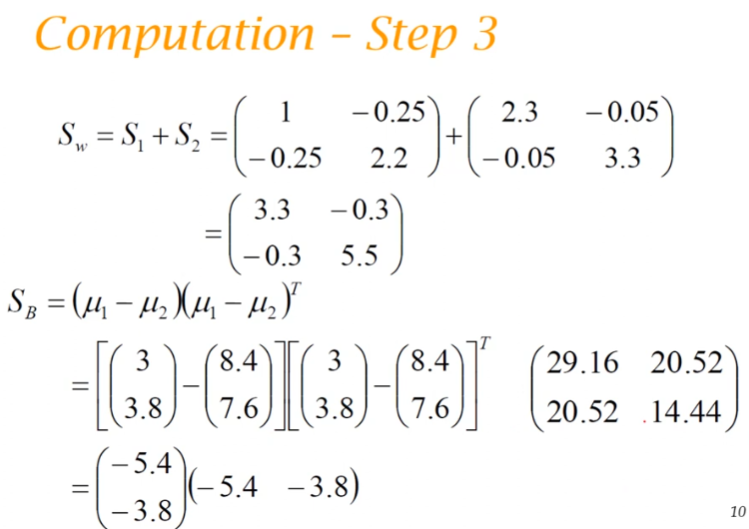 Computation – Step 3
S_w = S_1 + S_2 = ( 1 −0.25 ; −0.25 2.2 ) + ( 2.3 −0.05 ; −0.05 3.3 )
= ( 3.3 −0.3 ; −0.3 5.5 )
S_B = (μ_1 − μ_2)(μ_1 − μ_2)^T
= [ ( 3 ; 3.8 ) − ( 8.4 ; 7.6 ) ] [ ( 3 ; 3.8 ) − ( 8.4 ; 7.6 ) ]^T ( 29.16 20.52 ; 20.52 14.44 )
= ( −5.4 ; −3.8 ) (−5.4 −3.8)
10